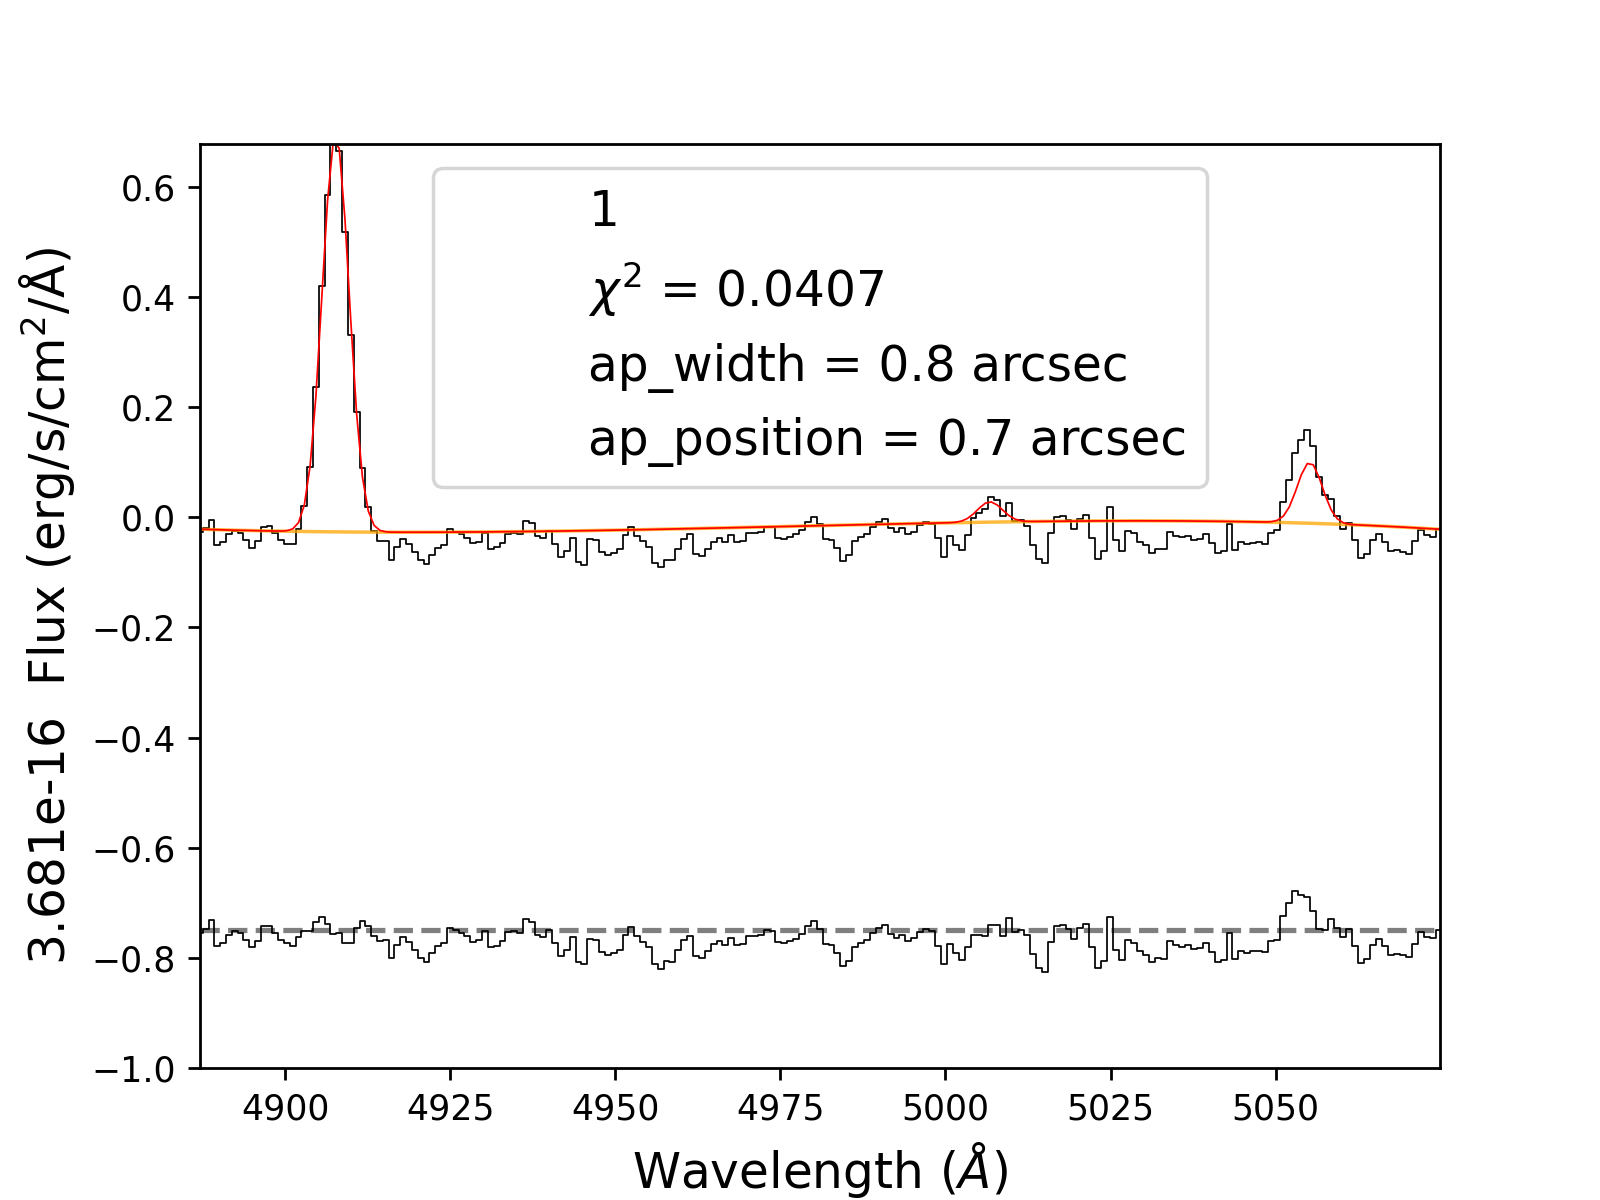 1
χ² = 0.0407
ap_width = 0.8 arcsec
ap_position = 0.7 arcsec
3.681e-16 Flux (erg/s/cm²/Å)
0.6
0.4
0.2
0.0
−0.2
−0.4
−0.6
−0.8
−1.0
4900 4925 4950 4975 5000 5025 5050
Wavelength (Å)